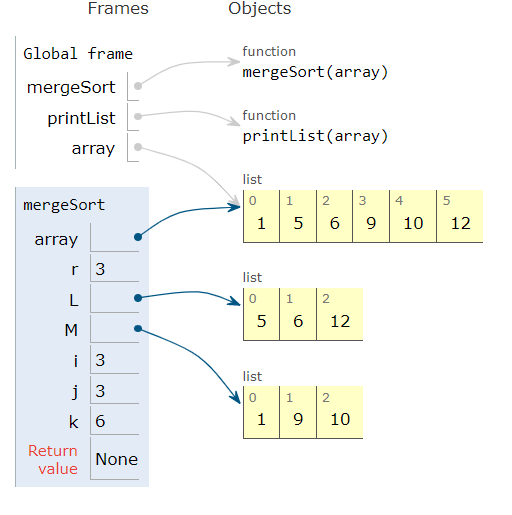 Frames Objects
Global frame
mergeSort
printList
array
function
mergeSort(array)
function
printList(array)
list
0 1 2 3 4 5
1 5 6 9 10 12
mergeSort
array
r 3
L
M
i 3
j 3
k 6
Return
value None
list
0 1 2
5 6 12
list
0 1 2
1 9 10